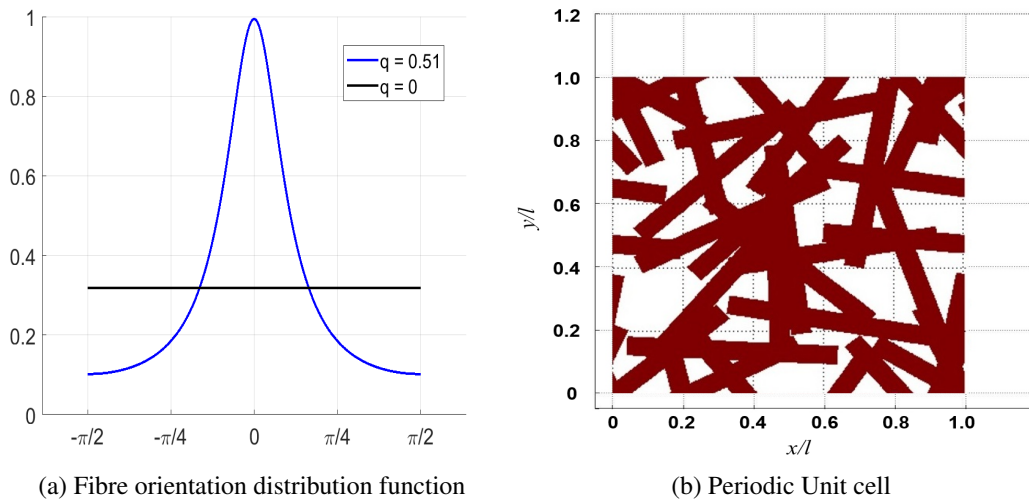 1
0.8
0.6
0.4
0.2
0
-π/2
-π/4
0
π/4
π/2
q = 0.51
q = 0
(a) Fibre orientation distribution function
1.2
1.0
0.8
0.6
0.4
0.2
0
y/l
0
0.2
0.4
0.6
0.8
1.0
x/l
(b) Periodic Unit cell